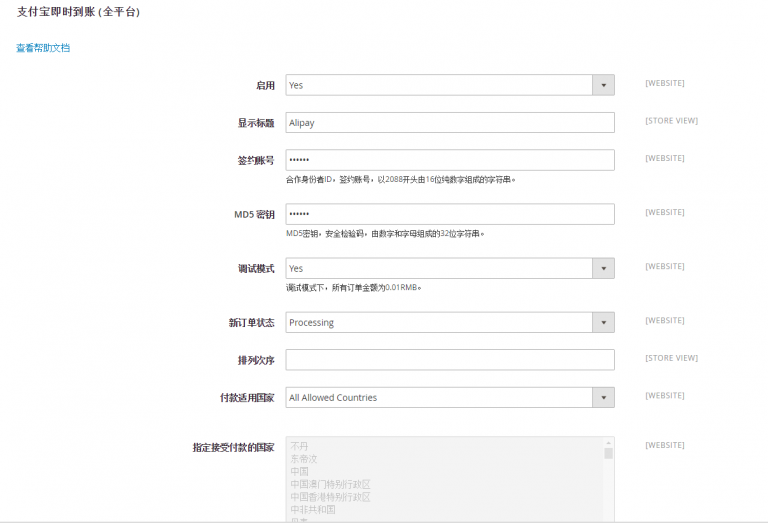 支付宝即时到账 (全平台)
查看帮助文档
启用 Yes [WEBSITE]
显示标题 Alipay [STORE VIEW]
签约账号 •••••• [WEBSITE]
合作身份者ID，签约账号，以2088开头由16位纯数字组成的字符串。
MD5 密钥 •••••• [WEBSITE]
MD5密钥，安全检验码，由数字和字母组成的32位字符串。
调试模式 Yes [WEBSITE]
调试模式下，所有订单金额为0.01RMB。
新订单状态 Processing [WEBSITE]
排列次序 [STORE VIEW]
付款适用国家 All Allowed Countries [WEBSITE]
指定接受付款的国家 [WEBSITE]
不丹
东帝汶
中国
中国澳门特别行政区
中国香港特别行政区
中非共和国